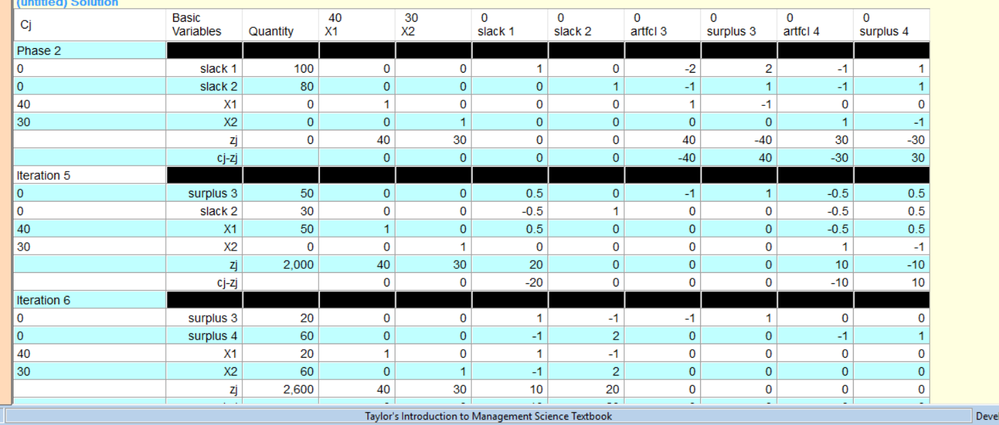 (untitled) Solution
Cj Basic Variables Quantity 40 X1 30 X2 0 slack 1 0 slack 2 0 artfcl 3 0 surplus 3 0 artfcl 4 0 surplus 4
Phase 2
0 slack 1 100 0 0 1 0 -2 2 -1 1
0 slack 2 80 0 0 0 1 -1 1 -1 1
40 X1 0 1 0 0 0 1 -1 0 0
30 X2 0 0 1 0 0 0 0 1 -1
zj 0 40 30 0 0 40 -40 30 -30
cj-zj 0 0 0 0 -40 40 -30 30
Iteration 5
0 surplus 3 50 0 0 0.5 0 -1 1 -0.5 0.5
0 slack 2 30 0 0 -0.5 1 0 0 -0.5 0.5
40 X1 50 1 0 0.5 0 0 0 -0.5 0.5
30 X2 0 0 1 0 0 0 0 1 -1
zj 2,000 40 30 20 0 0 0 10 -10
cj-zj 0 0 -20 0 0 0 -10 10
Iteration 6
0 surplus 3 20 0 0 1 -1 -1 1 0 0
0 surplus 4 60 0 0 -1 2 0 0 -1 1
40 X1 20 1 0 1 -1 0 0 0 0
30 X2 60 0 1 -1 2 0 0 0 0
zj 2,600 40 30 10 20 0 0 0 0
Taylor's Introduction to Management Science Textbook